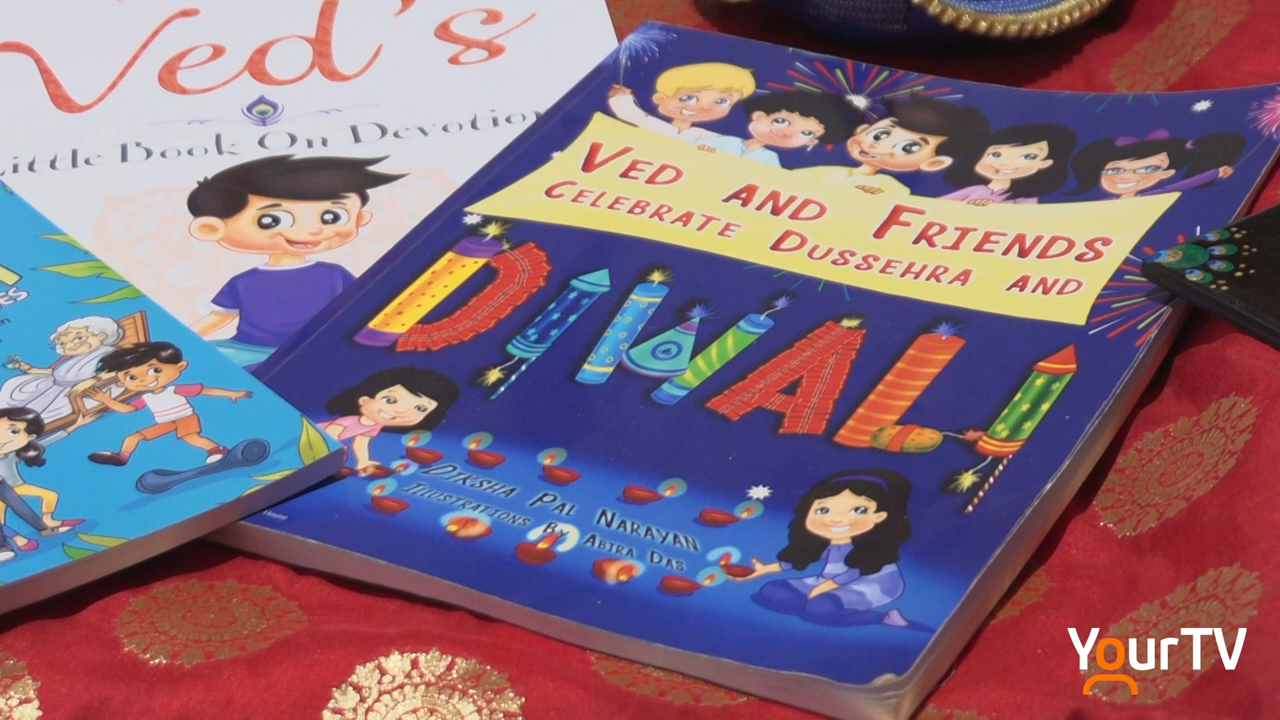 Ved's
Little Book On Devotion
VED AND FRIENDS
CELEBRATE DUSSEHRA AND
DIWALI
DIKSHA PAL NARAYAN
ILLUSTRATIONS BY ABIRA DAS
YourTV